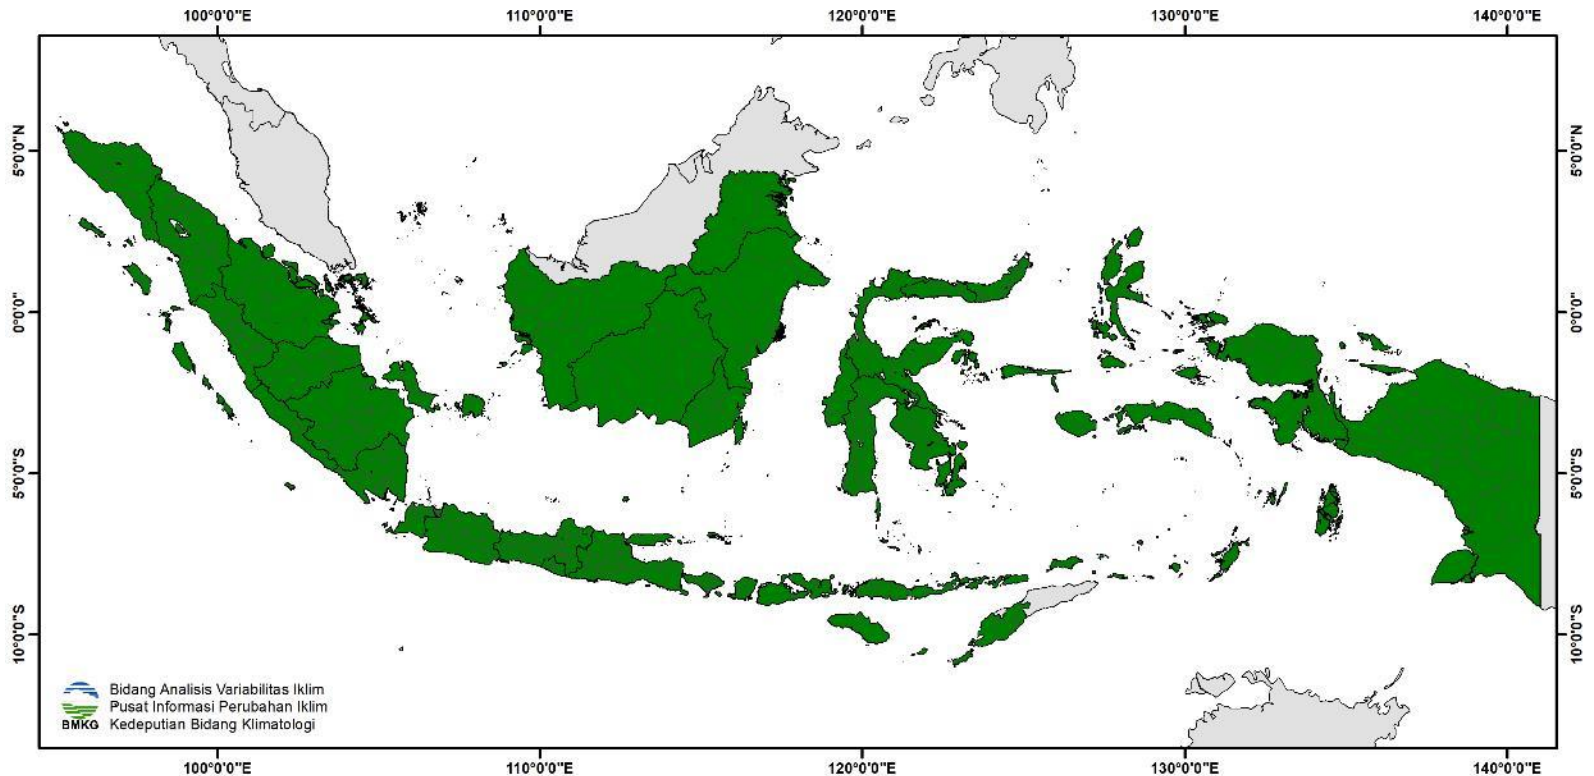 100°0'0"E 110°0'0"E 120°0'0"E 130°0'0"E 140°0'0"E
5°0'0"N 5°0'0"N
0°0'0" 0°0'0"
5°0'0"S 5°0'0"S
10°0'0"S 10°0'0"S
Bidang Analisis Variabilitas Iklim
Pusat Informasi Perubahan Iklim
BMKG Kedeputian Bidang Klimatologi
100°0'0"E 110°0'0"E 120°0'0"E 130°0'0"E 140°0'0"E